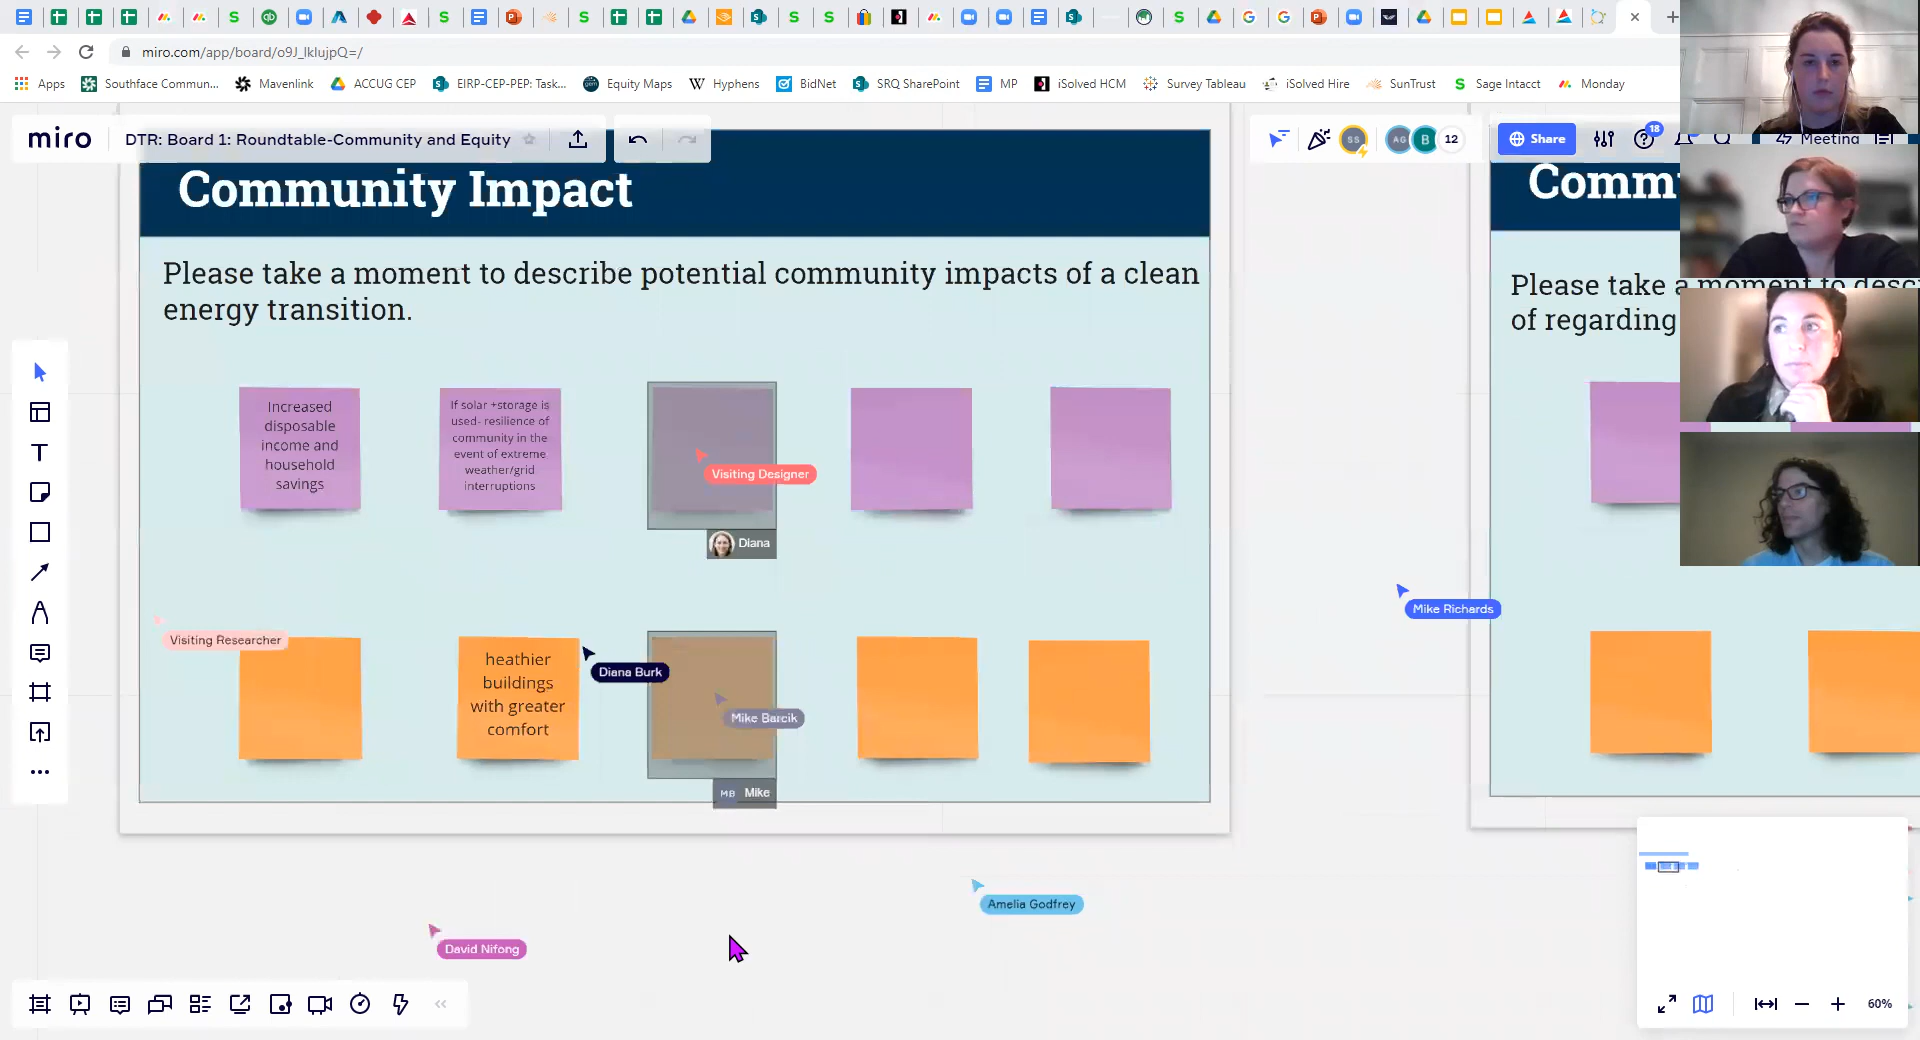 miro.com/app/board/o9J_lklujpQ=/
Apps
Southface Commun...
Mavenlink
ACCUG CEP
EIRP-CEP-PEP: Task...
Equity Maps
Hyphens
BidNet
SRQ SharePoint
MP
iSolved HCM
Survey Tableau
iSolved Hire
SunTrust
Sage Intacct
Monday
miro
DTR: Board 1: Roundtable-Community and Equity
SS
AG
B
12
Share
18
Meeting
Community Impact
Please take a moment to describe potential community impacts of a clean
energy transition.
Increased
disposable
income and
household
savings
If solar +storage is
used- resilience of
community in the
event of extreme
weather/grid
interruptions
Visiting Designer
Diana
Visiting Researcher
heathier
buildings
with greater
comfort
Diana Burk
Mike Barcik
MB Mike
Comm
Please take a moment to desc
of regarding
Mike Richards
Amelia Godfrey
David Nifong
60%